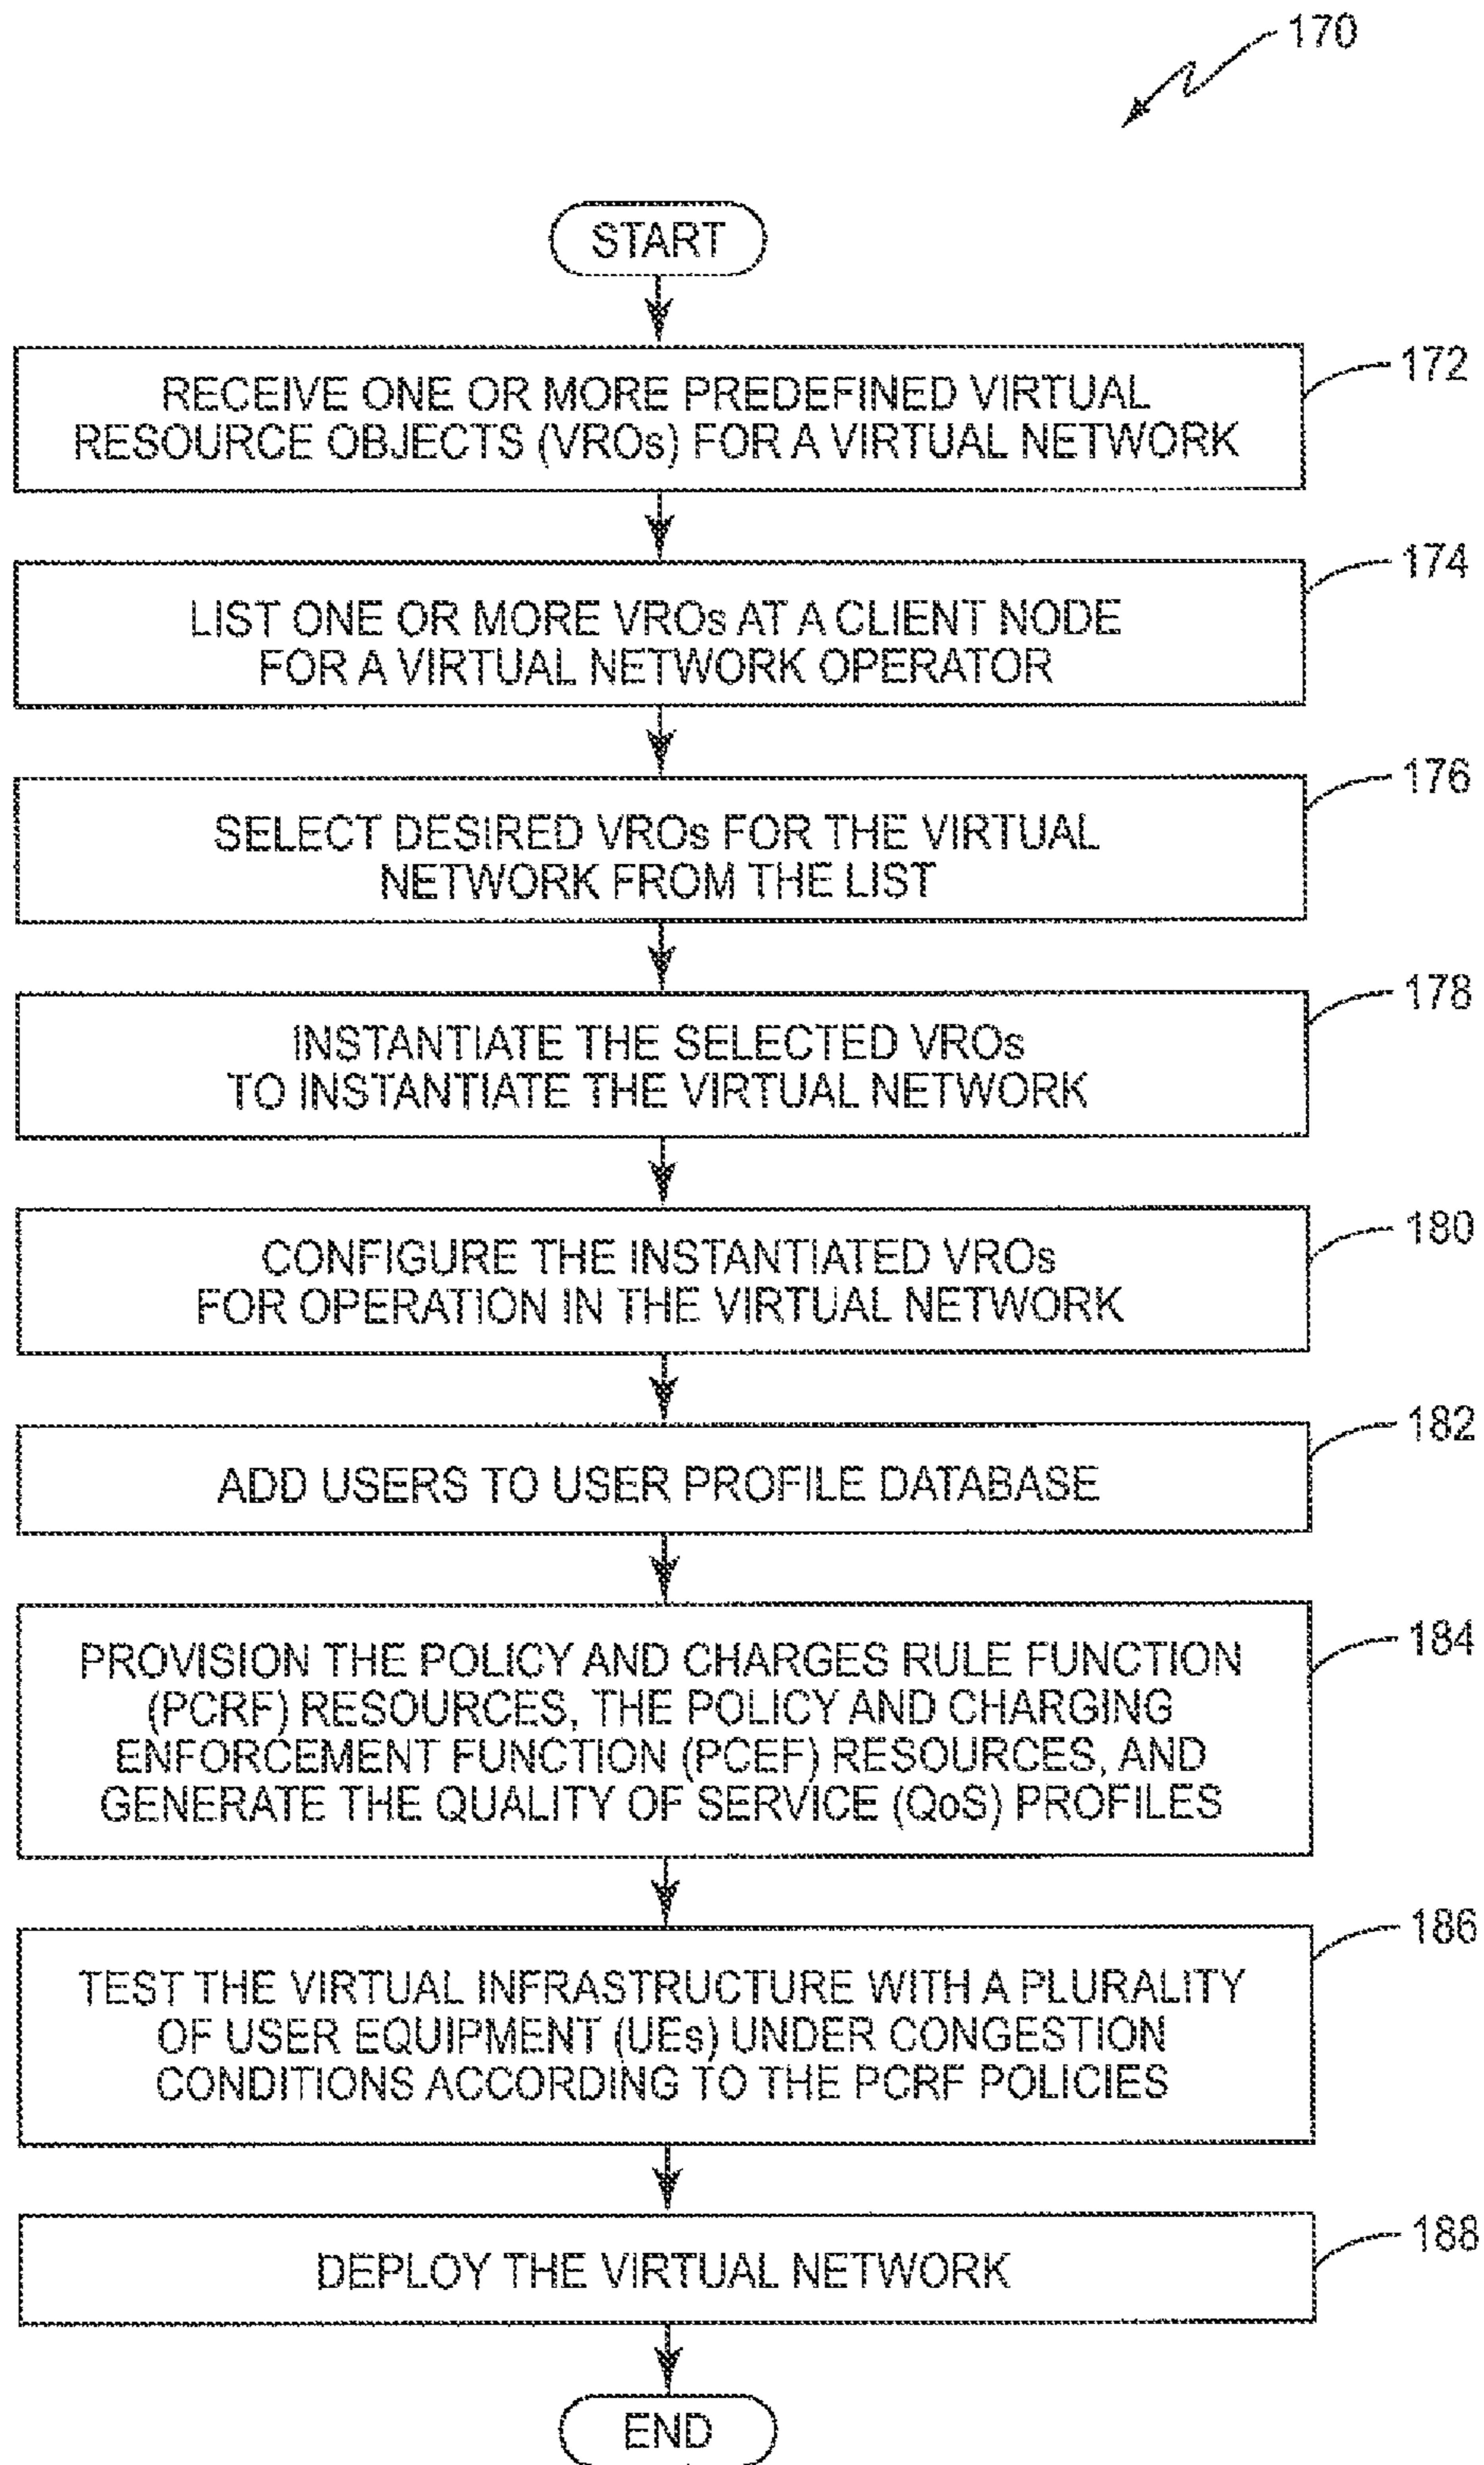 170
START
RECEIVE ONE OR MORE PREDEFINED VIRTUAL
RESOURCE OBJECTS (VROs) FOR A VIRTUAL NETWORK
172
LIST ONE OR MORE VROs AT A CLIENT NODE
FOR A VIRTUAL NETWORK OPERATOR
174
SELECT DESIRED VROs FOR THE VIRTUAL
NETWORK FROM THE LIST
176
INSTANTIATE THE SELECTED VROs
TO INSTANTIATE THE VIRTUAL NETWORK
178
CONFIGURE THE INSTANTIATED VROs
FOR OPERATION IN THE VIRTUAL NETWORK
180
ADD USERS TO USER PROFILE DATABASE
182
PROVISION THE POLICY AND CHARGES RULE FUNCTION
(PCRF) RESOURCES, THE POLICY AND CHARGING
ENFORCEMENT FUNCTION (PCEF) RESOURCES, AND
GENERATE THE QUALITY OF SERVICE (QoS) PROFILES
184
TEST THE VIRTUAL INFRASTRUCTURE WITH A PLURALITY
OF USER EQUIPMENT (UEs) UNDER CONGESTION
CONDITIONS ACCORDING TO THE PCRF POLICIES
186
DEPLOY THE VIRTUAL NETWORK
188
END